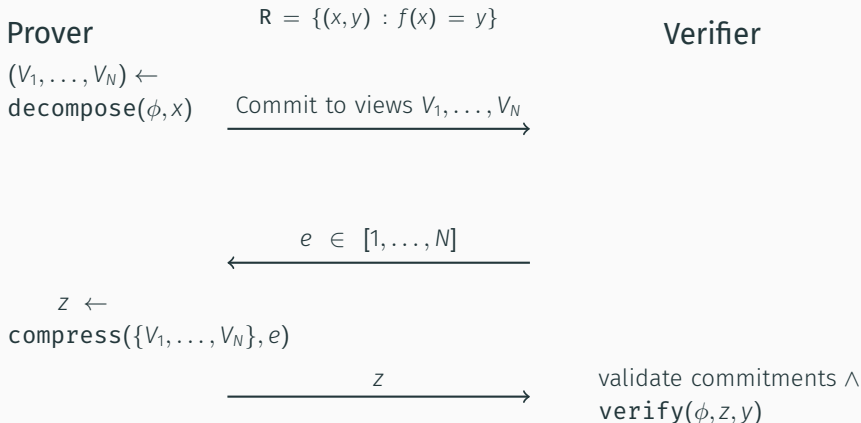 R = {(x, y) : f(x) = y}
Prover
Verifier
(V₁, . . . , V_N) ←
decompose(ϕ, x)
Commit to views V₁, . . . , V_N
e ∈ [1, . . . , N]
z ←
compress({V₁, . . . , V_N}, e)
z
validate commitments ∧
verify(ϕ, z, y)